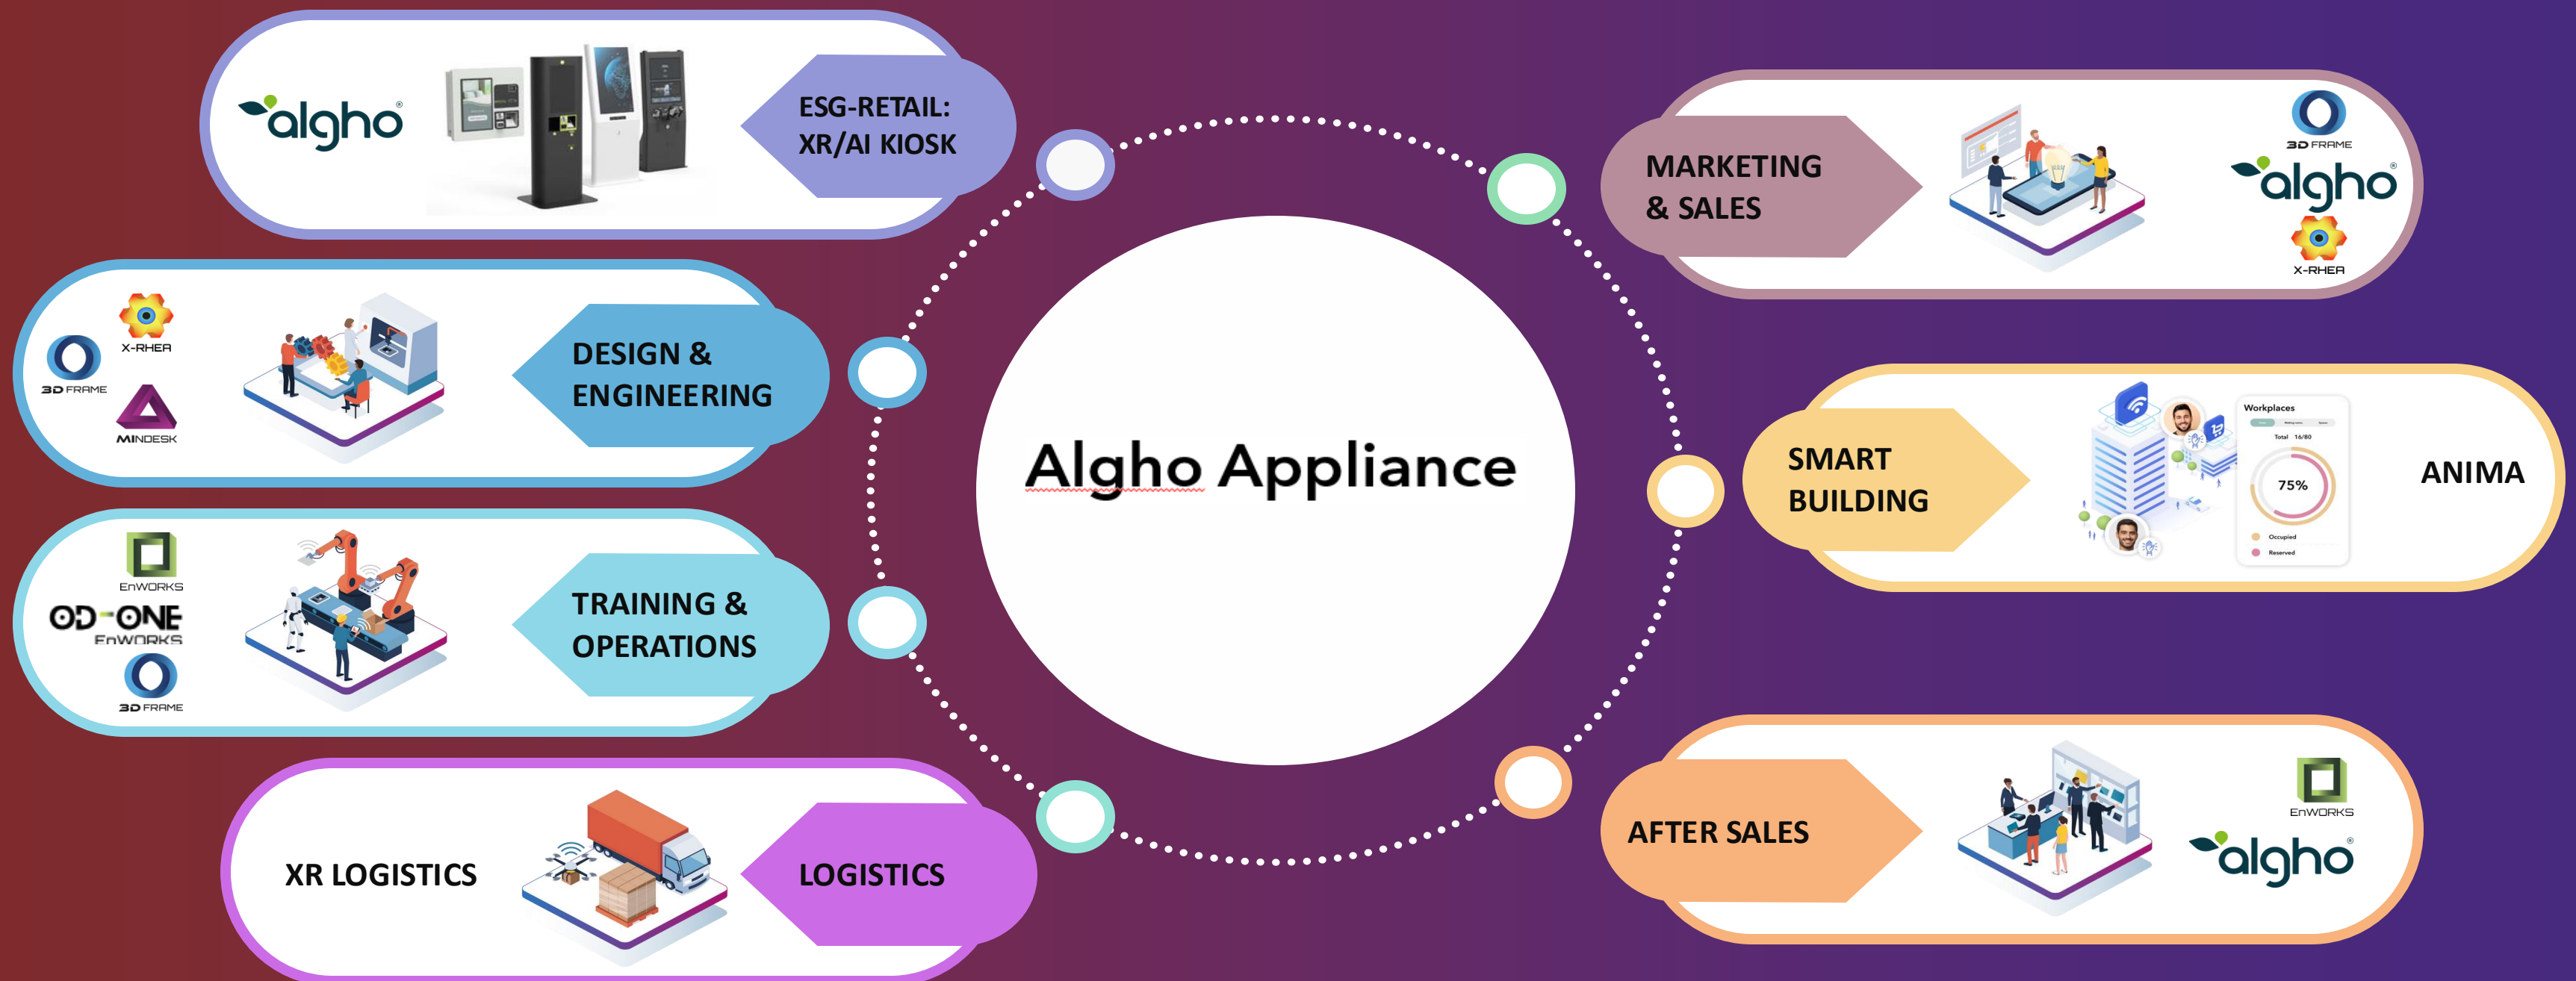 algho®
ESG-RETAIL:
XR/AI KIOSK
X-RHEA
3D FRAME
MINDESK
DESIGN &
ENGINEERING
EnWORKS
OD-ONE
EnWORKS
3D FRAME
TRAINING &
OPERATIONS
XR LOGISTICS
LOGISTICS
Algho Appliance
MARKETING
& SALES
3D FRAME
algho®
X-RHEA
SMART
BUILDING
Workplaces
Total 16/80
75%
Occupied
Reserved
ANIMA
AFTER SALES
EnWORKS
algho